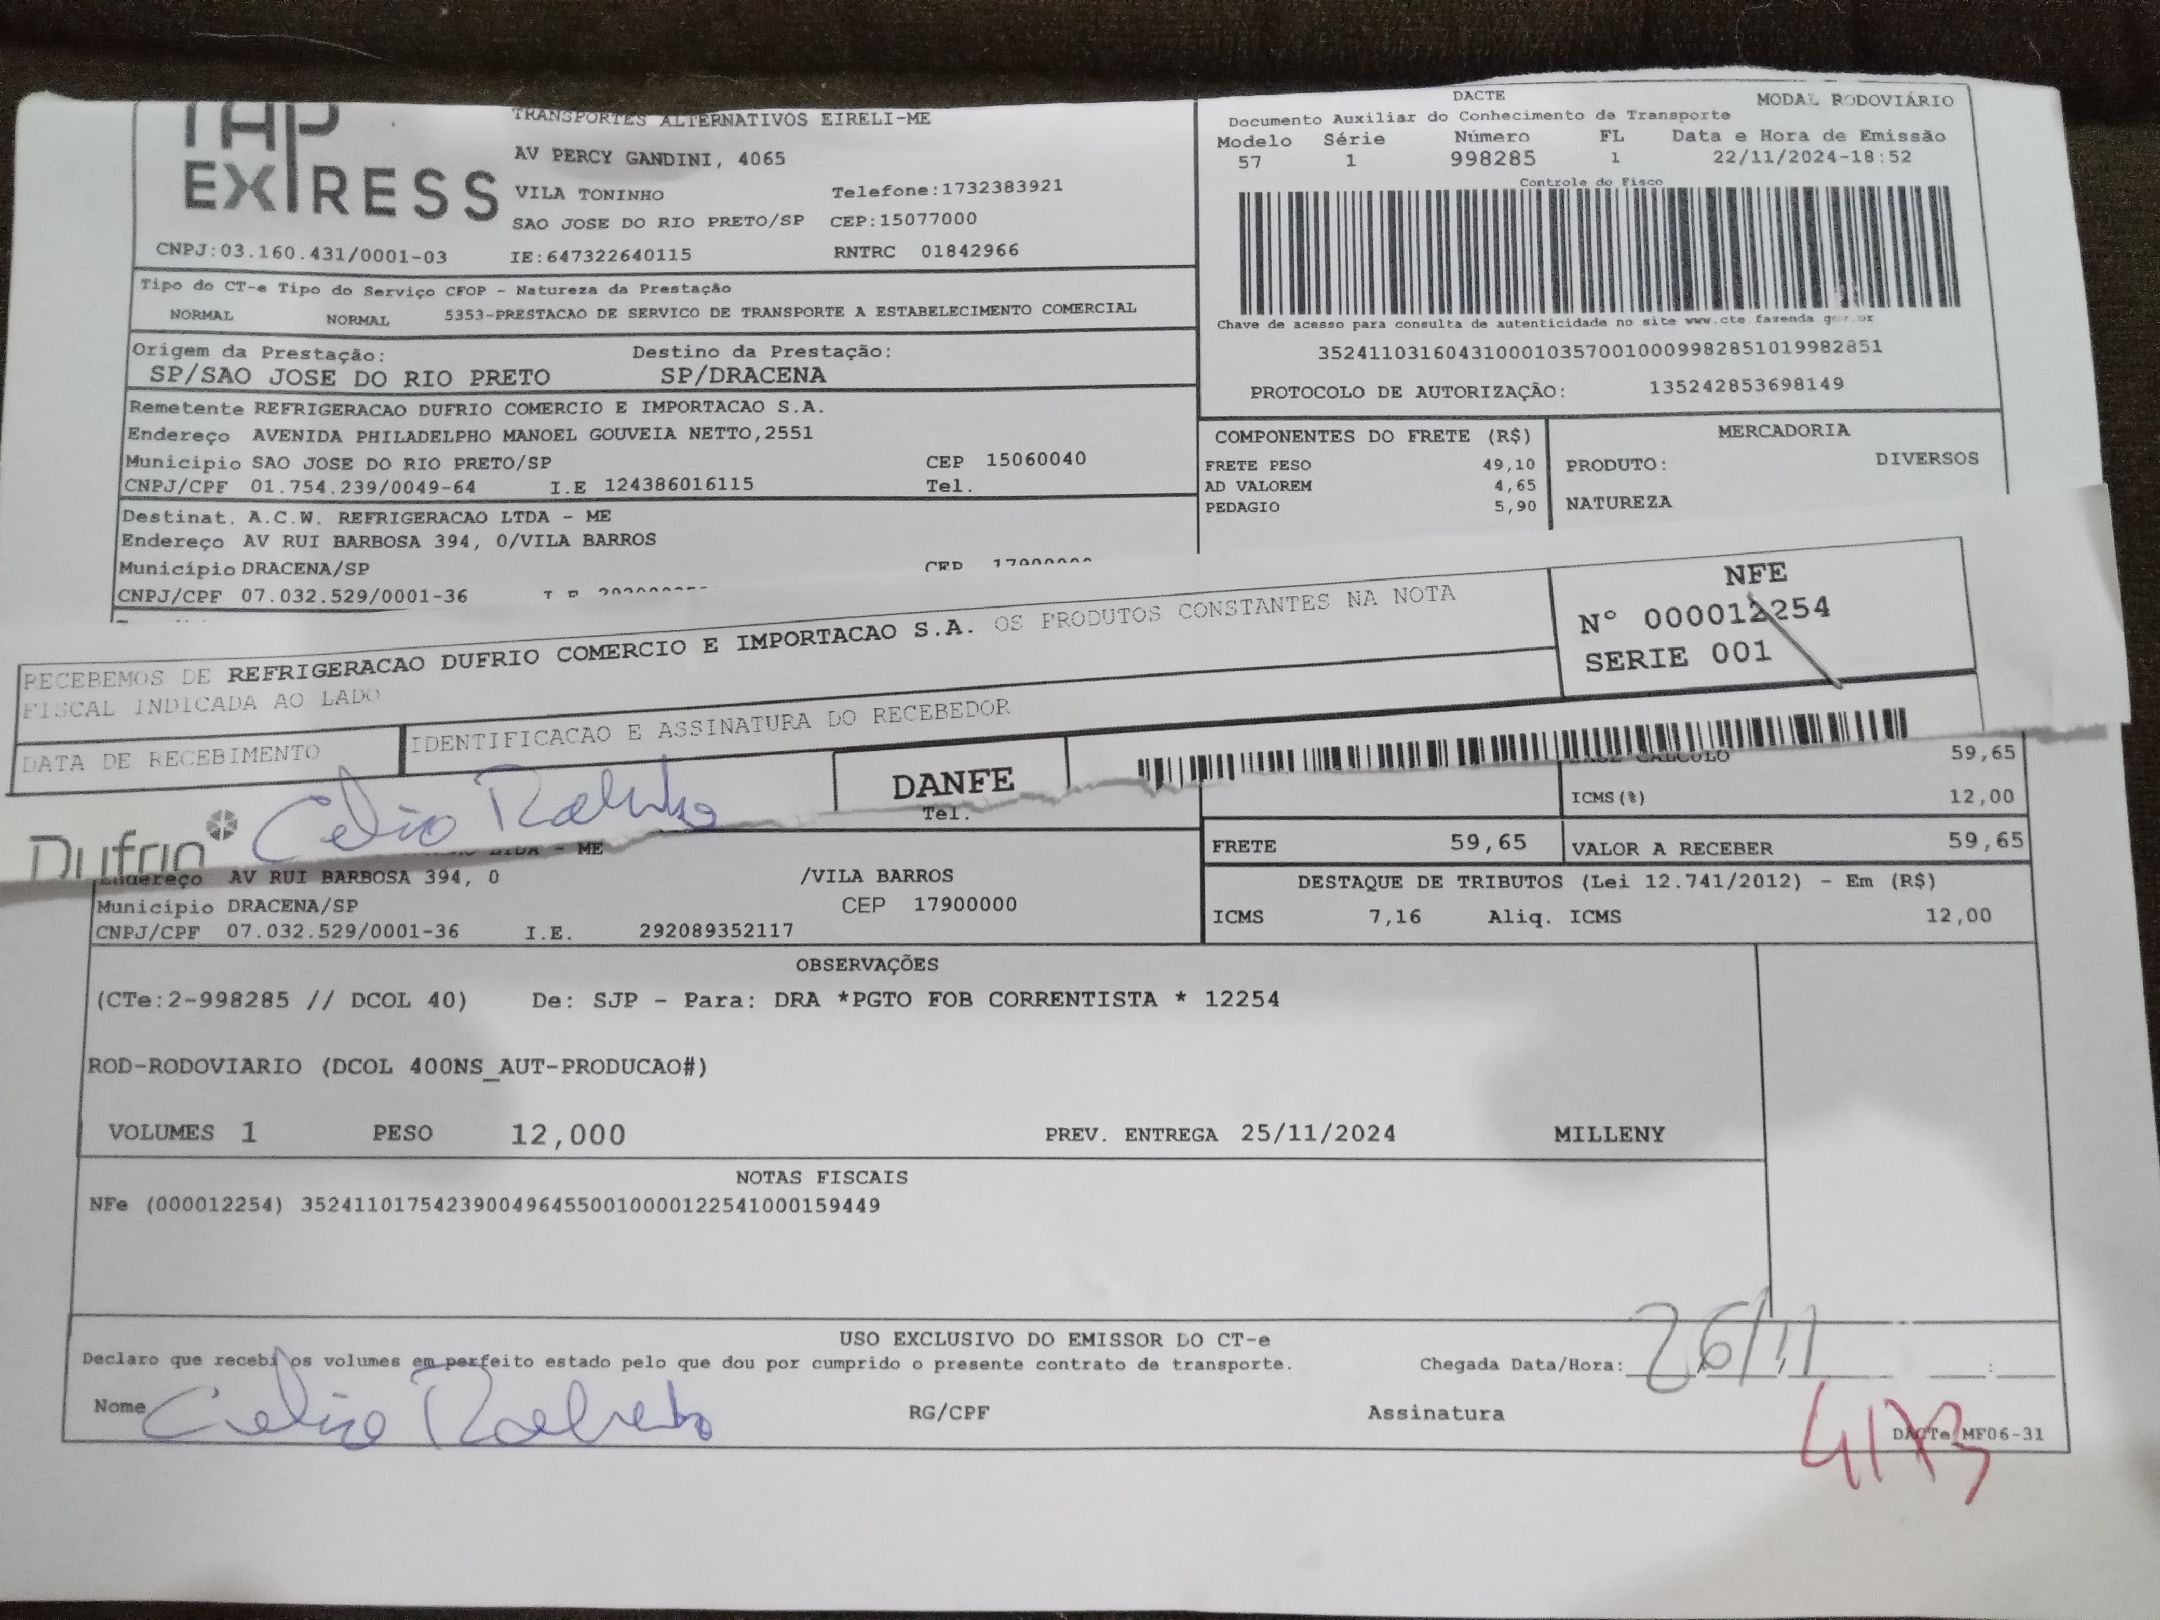 TAP
EXPRESS
TRANSPORTES ALTERNATIVOS EIRELI-ME
AV PERCY GANDINI, 4065
VILA TONINHO Telefone:1732383921
SAO JOSE DO RIO PRETO/SP CEP:15077000
CNPJ:03.160.431/0001-03 IE:647322640115 RNTRC 01842966
DACTE MODAL RODOVIÁRIO
Documento Auxiliar do Conhecimento de Transporte
Modelo Série Número FL Data e Hora de Emissão
57 1 998285 1 22/11/2024-18:52
Controle do Fisco
Chave de acesso para consulta de autenticidade no site www.cte.fazenda.gov.br
35241103160431000103570010009982851019982851
PROTOCOLO DE AUTORIZAÇÃO: 135242853698149
Tipo do CT-e Tipo do Serviço CFOP - Natureza da Prestação
NORMAL NORMAL 5353-PRESTACAO DE SERVICO DE TRANSPORTE A ESTABELECIMENTO COMERCIAL
Origem da Prestação: Destino da Prestação:
SP/SAO JOSE DO RIO PRETO SP/DRACENA
Remetente REFRIGERACAO DUFRIO COMERCIO E IMPORTACAO S.A.
Endereço AVENIDA PHILADELPHO MANOEL GOUVEIA NETTO,2551
Município SAO JOSE DO RIO PRETO/SP CEP 15060040
CNPJ/CPF 01.754.239/0049-64 I.E 124386016115 Tel.
COMPONENTES DO FRETE (R$) MERCADORIA
FRETE PESO 49,10 PRODUTO: DIVERSOS
AD VALOREM 4,65
PEDAGIO 5,90 NATUREZA
Destinat. A.C.W. REFRIGERACAO LTDA - ME
Endereço AV RUI BARBOSA 394, 0/VILA BARROS
Município DRACENA/SP CEP 17900000
CNPJ/CPF 07.032.529/0001-36
RECEBEMOS DE REFRIGERACAO DUFRIO COMERCIO E IMPORTACAO S.A. OS PRODUTOS CONSTANTES NA NOTA
FISCAL INDICADA AO LADO
NFE
Nº 000012254
SERIE 001
DATA DE RECEBIMENTO IDENTIFICACAO E ASSINATURA DO RECEBEDOR
Dufrio
DANFE
Tel.
BASE CALCULO 59,65
ICMS(%) 12,00
FRETE 59,65 VALOR A RECEBER 59,65
LTDA - ME
Endereço AV RUI BARBOSA 394, 0 /VILA BARROS
Município DRACENA/SP CEP 17900000
CNPJ/CPF 07.032.529/0001-36 I.E. 292089352117
DESTAQUE DE TRIBUTOS (Lei 12.741/2012) - Em (R$)
ICMS 7,16 Aliq. ICMS 12,00
OBSERVAÇÕES
(CTe:2-998285 // DCOL 40) De: SJP - Para: DRA *PGTO FOB CORRENTISTA * 12254
ROD-RODOVIARIO (DCOL 400NS_AUT-PRODUCAO#)
VOLUMES 1 PESO 12,000 PREV. ENTREGA 25/11/2024 MILLENY
NOTAS FISCAIS
NFe (000012254) 35241101754239004964550010000122541000159449
USO EXCLUSIVO DO EMISSOR DO CT-e
Declaro que recebi os volumes em perfeito estado pelo que dou por cumprido o presente contrato de transporte. Chegada Data/Hora: 26/11 :
Nome RG/CPF Assinatura
DACTe MF06-31